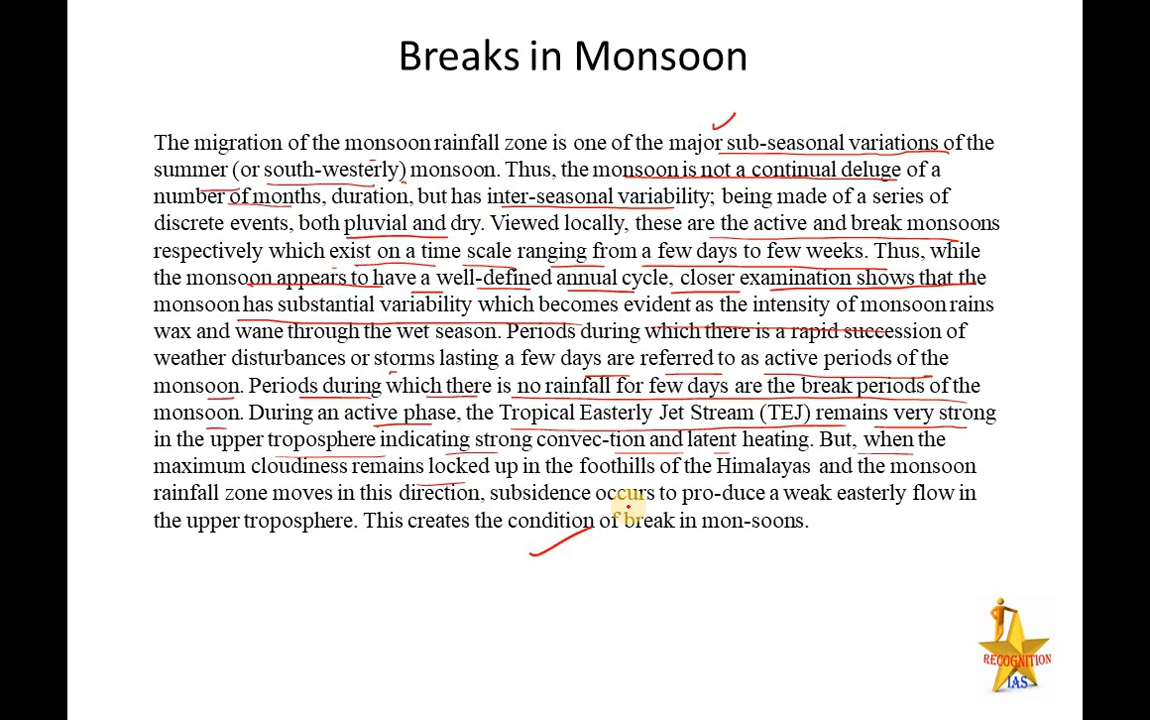 Breaks in Monsoon
The migration of the monsoon rainfall zone is one of the major sub-seasonal variations of the
summer (or south-westerly) monsoon. Thus, the monsoon is not a continual deluge of a
number of months, duration, but has inter-seasonal variability; being made of a series of
discrete events, both pluvial and dry. Viewed locally, these are the active and break monsoons
respectively which exist on a time scale ranging from a few days to few weeks. Thus, while
the monsoon appears to have a well-defined annual cycle, closer examination shows that the
monsoon has substantial variability which becomes evident as the intensity of monsoon rains
wax and wane through the wet season. Periods during which there is a rapid succession of
weather disturbances or storms lasting a few days are referred to as active periods of the
monsoon. Periods during which there is no rainfall for few days are the break periods of the
monsoon. During an active phase, the Tropical Easterly Jet Stream (TEJ) remains very strong
in the upper troposphere indicating strong convec-tion and latent heating. But, when the
maximum cloudiness remains locked up in the foothills of the Himalayas and the monsoon
rainfall zone moves in this direction, subsidence occurs to pro-duce a weak easterly flow in
the upper troposphere. This creates the condition of break in mon-soons.
RECOGNITION
IAS